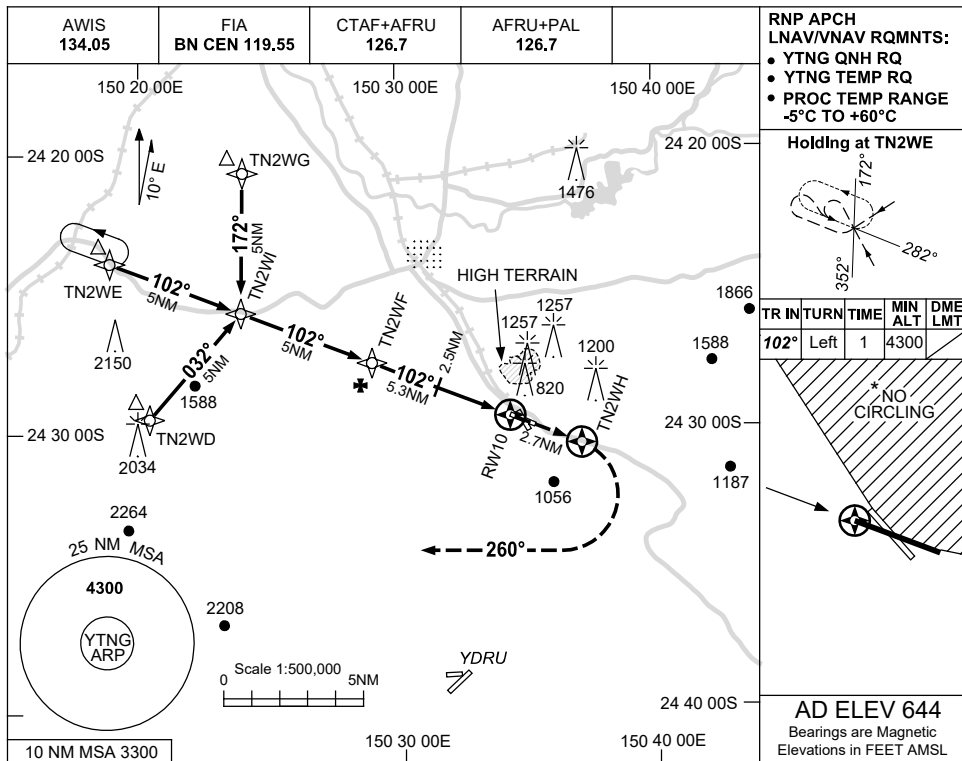 AWIS
134.05
FIA
BN CEN 119.55
CTAF+AFRU
126.7
AFRU+PAL
126.7
RNP APCH
LNAV/VNAV RQMNTS:
• YTNG QNH RQ
• YTNG TEMP RQ
• PROC TEMP RANGE
-5°C TO +60°C
150 20 00E
150 30 00E
150 40 00E
24 20 00S
24 20 00S
10° E
TN2WG
1476
172°
5NM
TN2WI
TN2WE
102°
5NM
HIGH TERRAIN
TN2WF
102°
5NM
1257
1257
1866
2150
032°
5NM
1588
102°
5.3NM
2.5NM
820
1200
1588
TN2WH
24 30 00S
24 30 00S
TN2WD
2034
RW10
2.7NM
1056
1187
2264
260°
25 NM MSA
4300
YTNG
ARP
2208
Scale 1:500,000
0
5NM
YDRU
24 40 00S
10 NM MSA 3300
150 30 00E
150 40 00E
Holding at TN2WE
172°
282°
352°
TR IN TURN TIME MIN ALT DME LMT
102° Left 1 4300
*NO
CIRCLING
AD ELEV 644
Bearings are Magnetic
Elevations in FEET AMSL